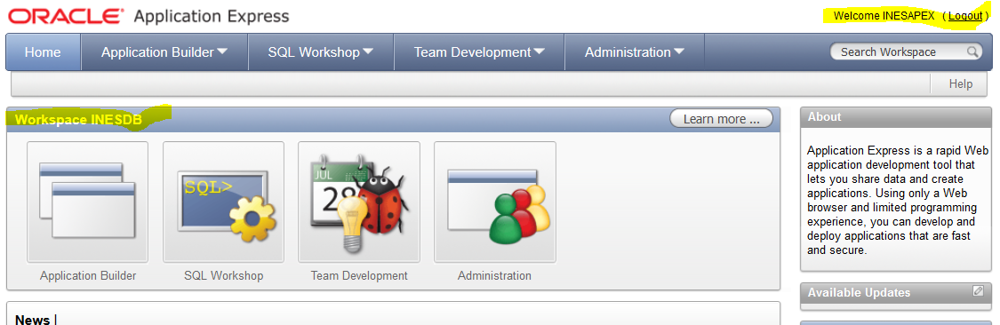 ORACLE® Application Express
Welcome INESAPEX ( Logout )
Home
Application Builder
SQL Workshop
Team Development
Administration
Search Workspace
Help
Workspace INESDB
Learn more ...
SQL>
JUL
28
Application Builder
SQL Workshop
Team Development
Administration
News |
About
Application Express is a rapid Web
application development tool that
lets you share data and create
applications. Using only a Web
browser and limited programming
experience, you can develop and
deploy applications that are fast
and secure.
Available Updates